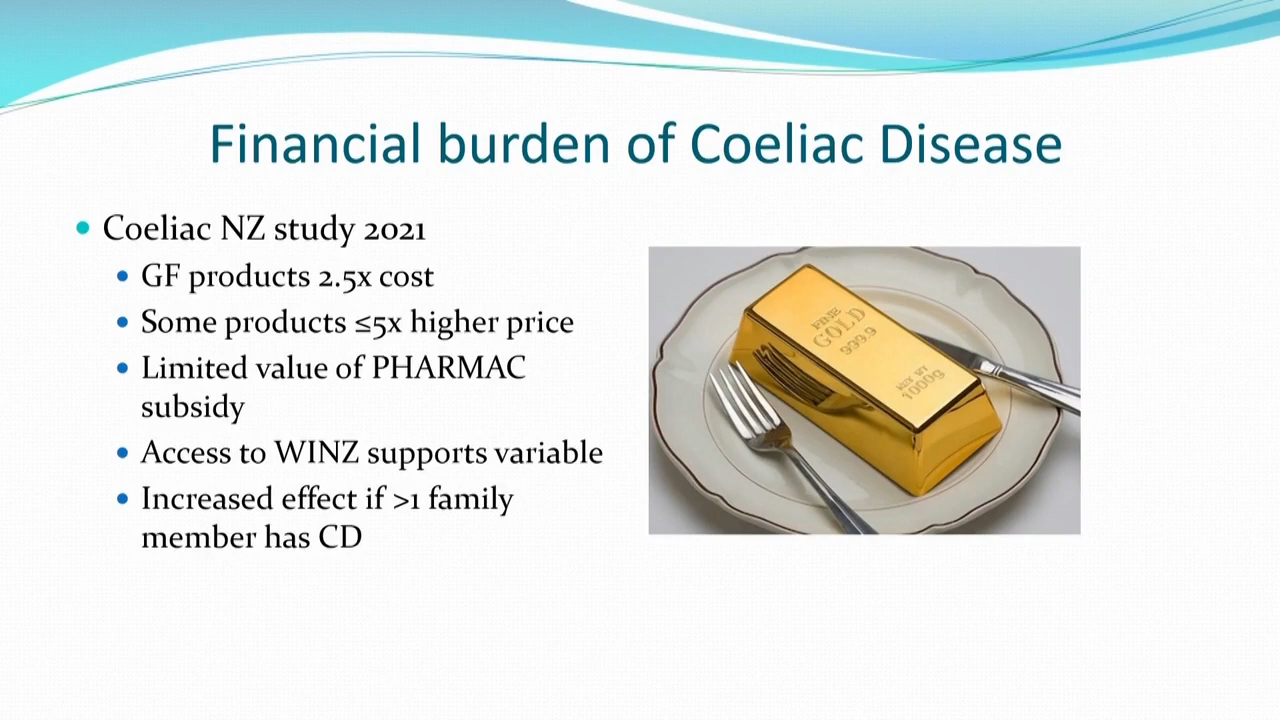 Financial burden of Coeliac Disease
Coeliac NZ study 2021
GF products 2.5x cost
Some products ≤5x higher price
Limited value of PHARMAC
subsidy
Access to WINZ supports variable
Increased effect if >1 family
member has CD
FINE
GOLD
999.9
NET WT
1000g